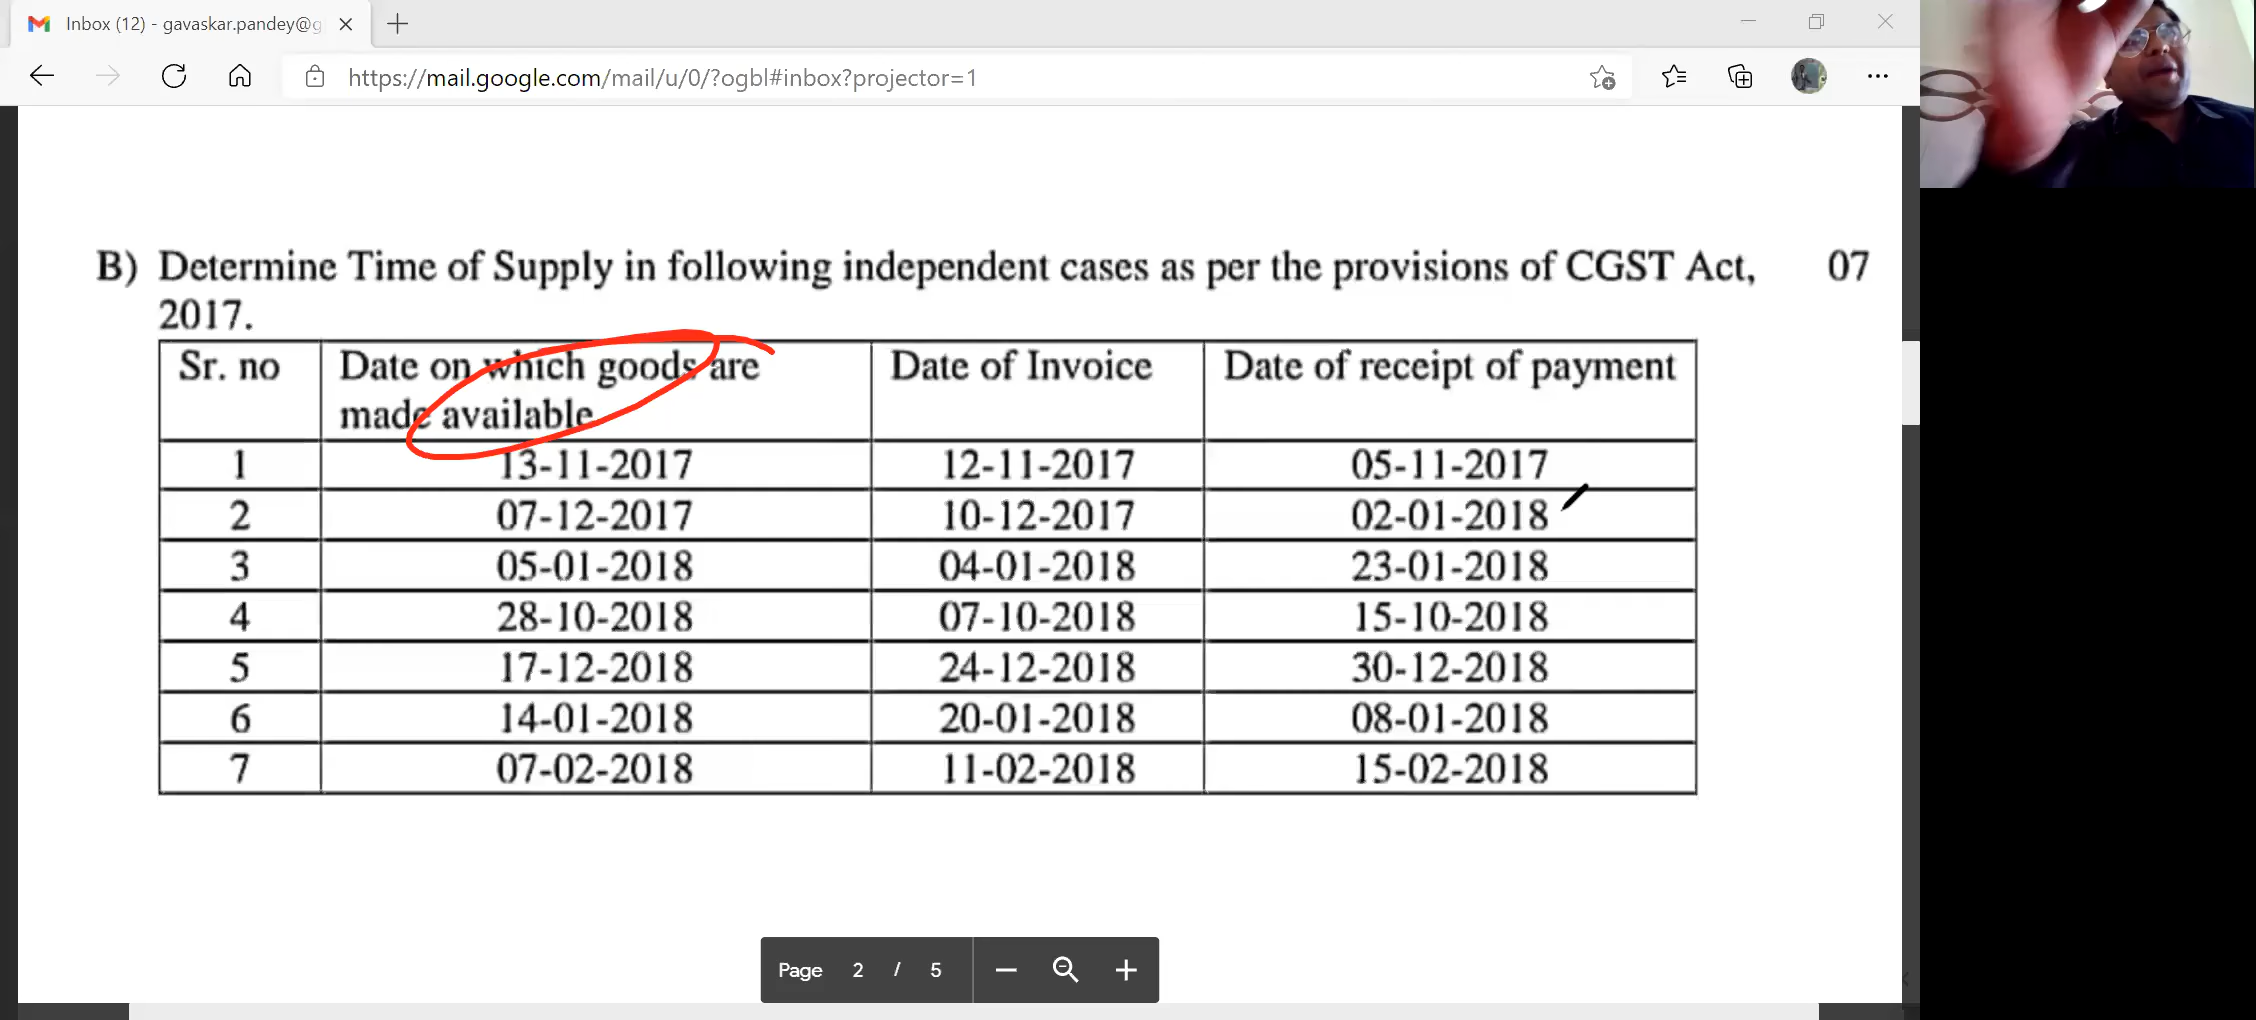 Inbox (12) - gavaskar.pandey@g
https://mail.google.com/mail/u/0/?ogbl#inbox?projector=1
B) Determine Time of Supply in following independent cases as per the provisions of CGST Act, 07
2017.
Sr. no Date on which goods are Date of Invoice Date of receipt of payment
made available
1 13-11-2017 12-11-2017 05-11-2017
2 07-12-2017 10-12-2017 02-01-2018
3 05-01-2018 04-01-2018 23-01-2018
4 28-10-2018 07-10-2018 15-10-2018
5 17-12-2018 24-12-2018 30-12-2018
6 14-01-2018 20-01-2018 08-01-2018
7 07-02-2018 11-02-2018 15-02-2018
Page 2 / 5